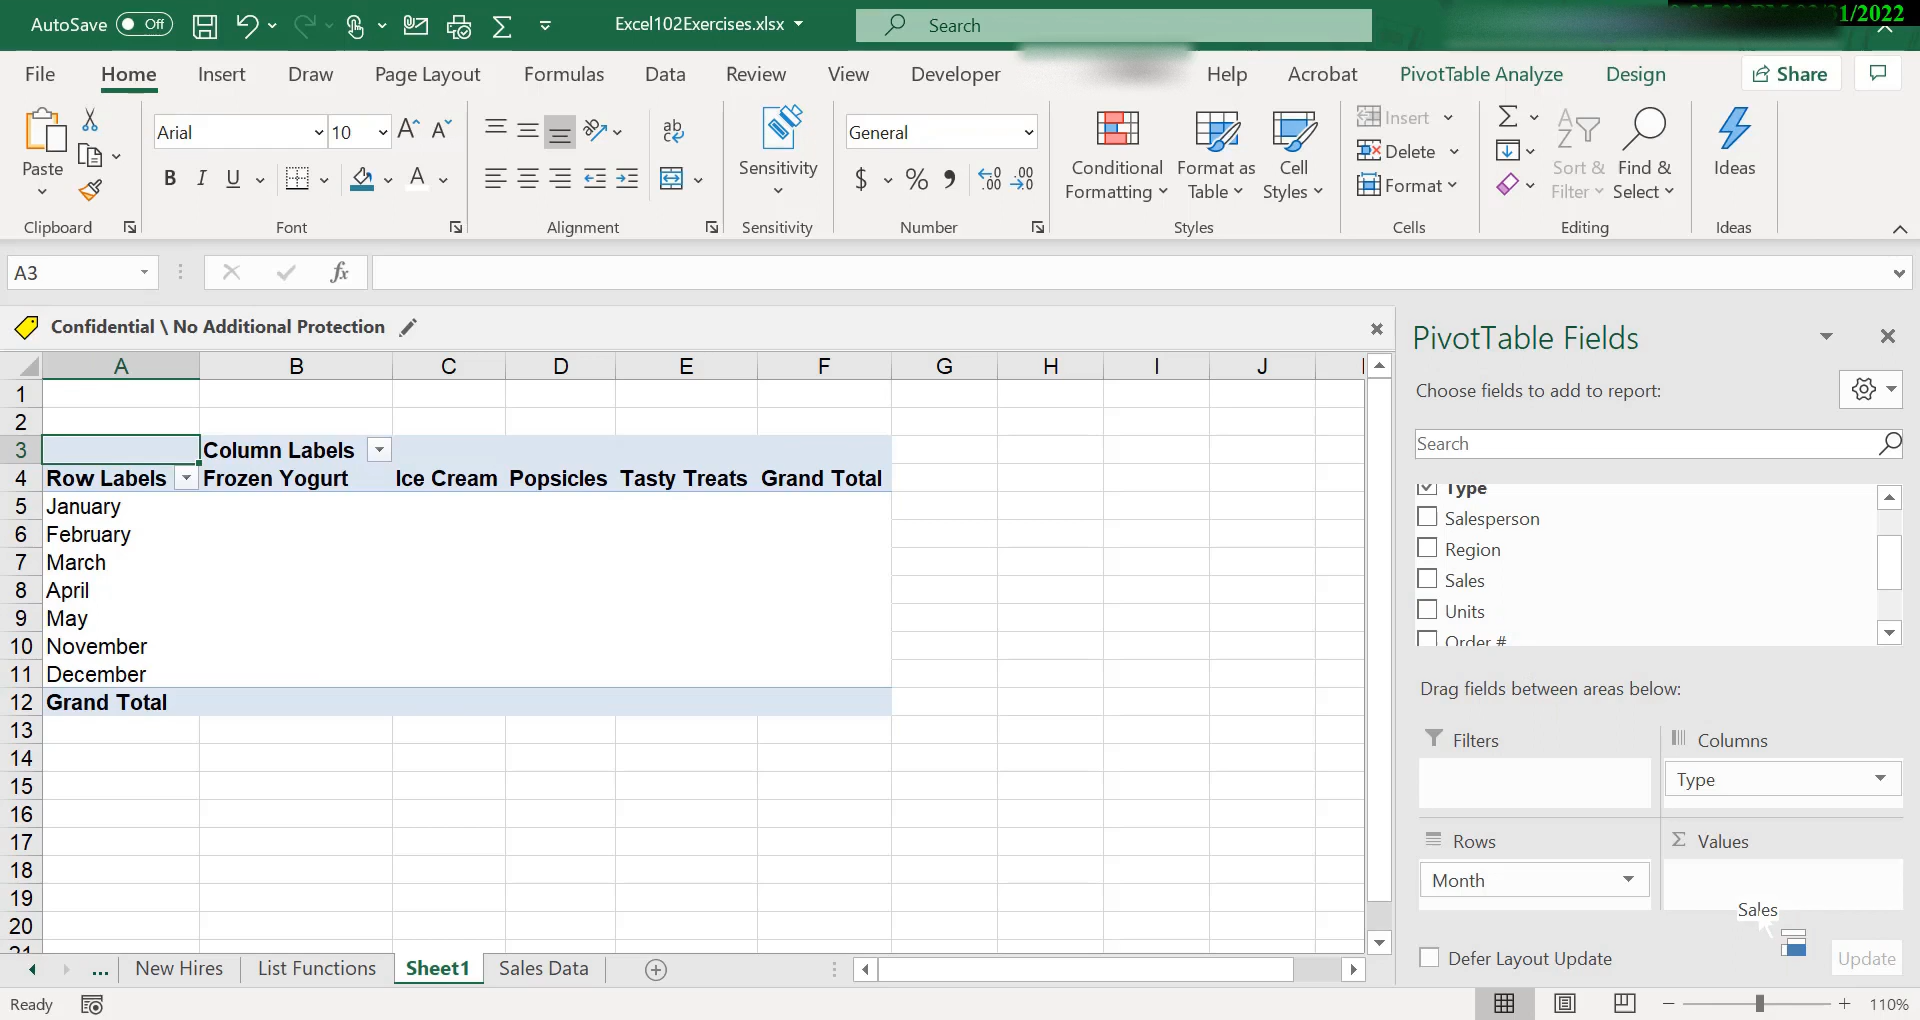 AutoSave Off Excel102Exercises.xlsx Search 1/2022
File Home Insert Draw Page Layout Formulas Data Review View Developer Help Acrobat PivotTable Analyze Design Share
Arial 10 General
Paste Sensitivity Conditional Formatting Format as Table Cell Styles Insert Delete Format Sort & Filter Find & Select Ideas
B I U A $ % ab c .00 .00
Clipboard Font Alignment Sensitivity Number Styles Cells Editing Ideas
A3 fx
Confidential \ No Additional Protection
PivotTable Fields
Choose fields to add to report:
Search
Type
Salesperson
Region
Sales
Units
Order #
Drag fields between areas below:
Filters Columns
Type
Rows Values
Month
Sales
Defer Layout Update Update
A B C D E F G H I J
1
2
3 Column Labels
4 Row Labels Frozen Yogurt Ice Cream Popsicles Tasty Treats Grand Total
5 January
6 February
7 March
8 April
9 May
10 November
11 December
12 Grand Total
13
14
15
16
17
18
19
20
21
... New Hires List Functions Sheet1 Sales Data
Ready 110%